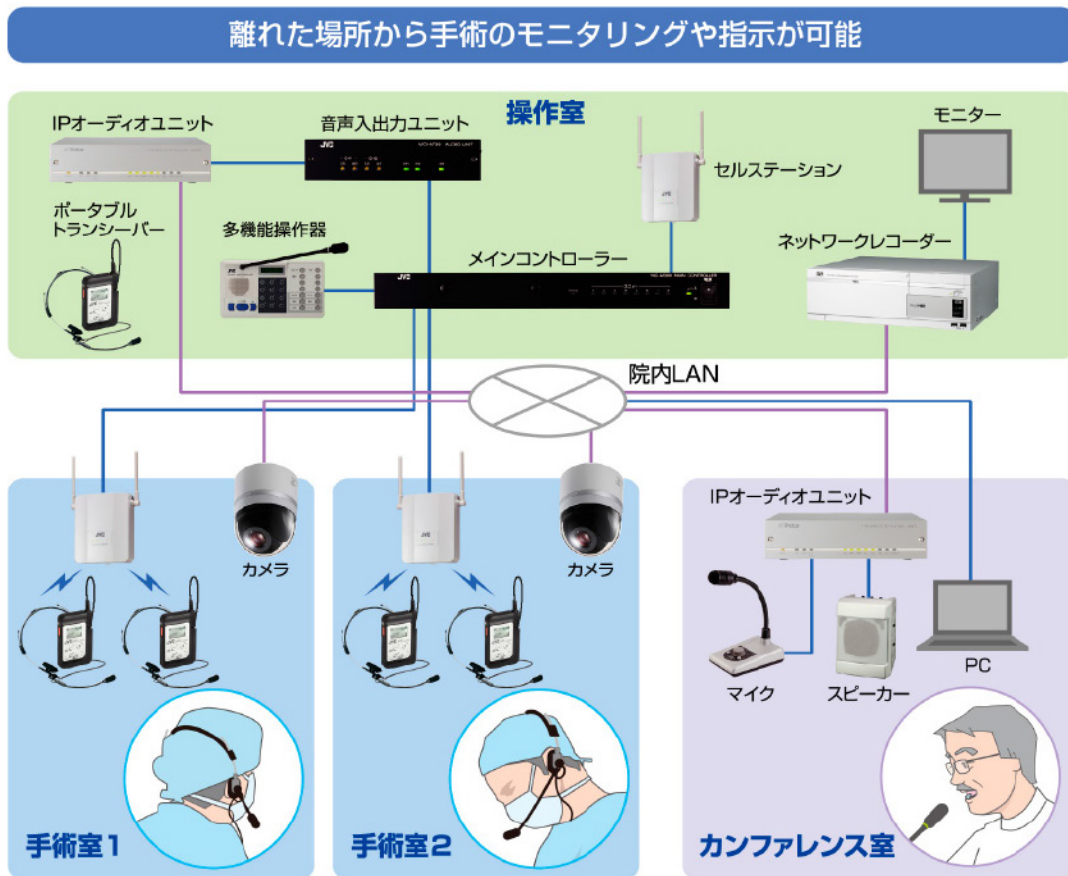 離れた場所から手術のモニタリングや指示が可能
操作室
IPオーディオユニット
音声入出力ユニット
セルステーション
モニター
ポータブル
トランシーバー
多機能操作器
メインコントローラー
ネットワークレコーダー
JVC
JVC
JVC
JVC
院内LAN
JVC
カメラ
手術室1
JVC
カメラ
手術室2
IPオーディオユニット
マイク
スピーカー
PC
カンファレンス室